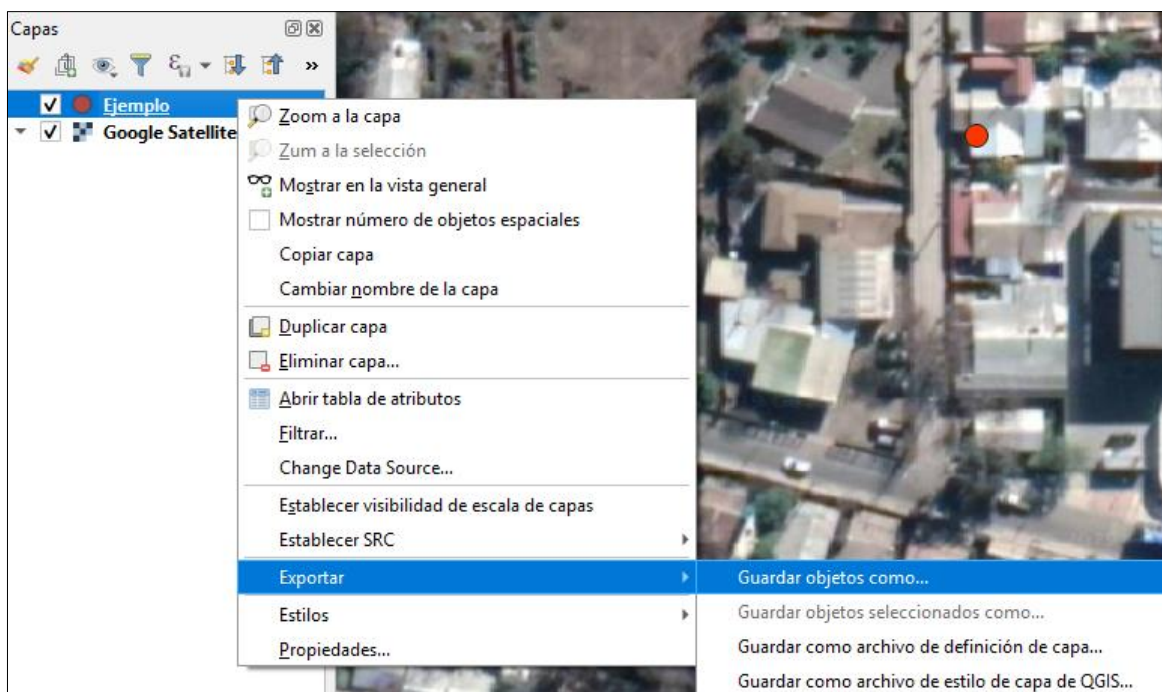 Capas
»
Ejemplo
Google Satellite
Zoom a la capa
Zum a la selección
Mostrar en la vista general
Mostrar número de objetos espaciales
Copiar capa
Cambiar nombre de la capa
Duplicar capa
Eliminar capa...
Abrir tabla de atributos
Filtrar...
Change Data Source...
Establecer visibilidad de escala de capas
Establecer SRC
Exportar
Estilos
Propiedades...
Guardar objetos como...
Guardar objetos seleccionados como...
Guardar como archivo de definición de capa...
Guardar como archivo de estilo de capa de QGIS...